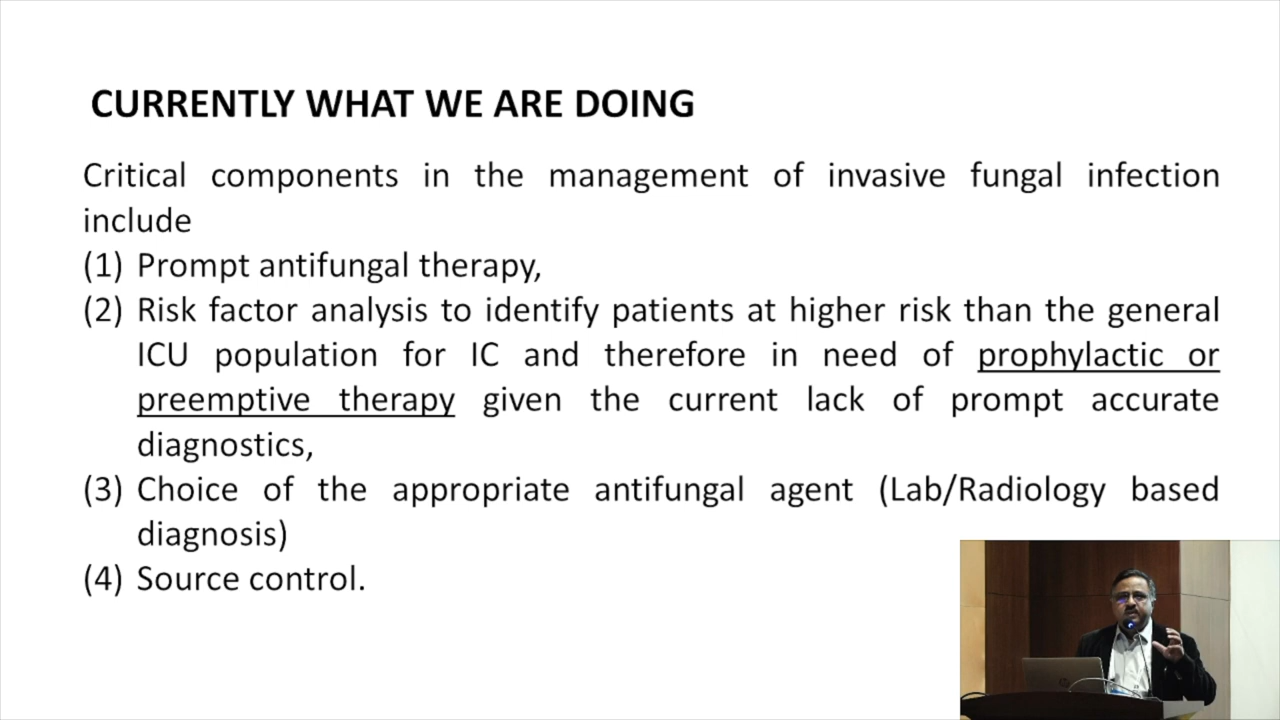 CURRENTLY WHAT WE ARE DOING
Critical components in the management of invasive fungal infection
include
(1) Prompt antifungal therapy,
(2) Risk factor analysis to identify patients at higher risk than the general
ICU population for IC and therefore in need of prophylactic or
preemptive therapy given the current lack of prompt accurate
diagnostics,
(3) Choice of the appropriate antifungal agent (Lab/Radiology based
diagnosis)
(4) Source control.